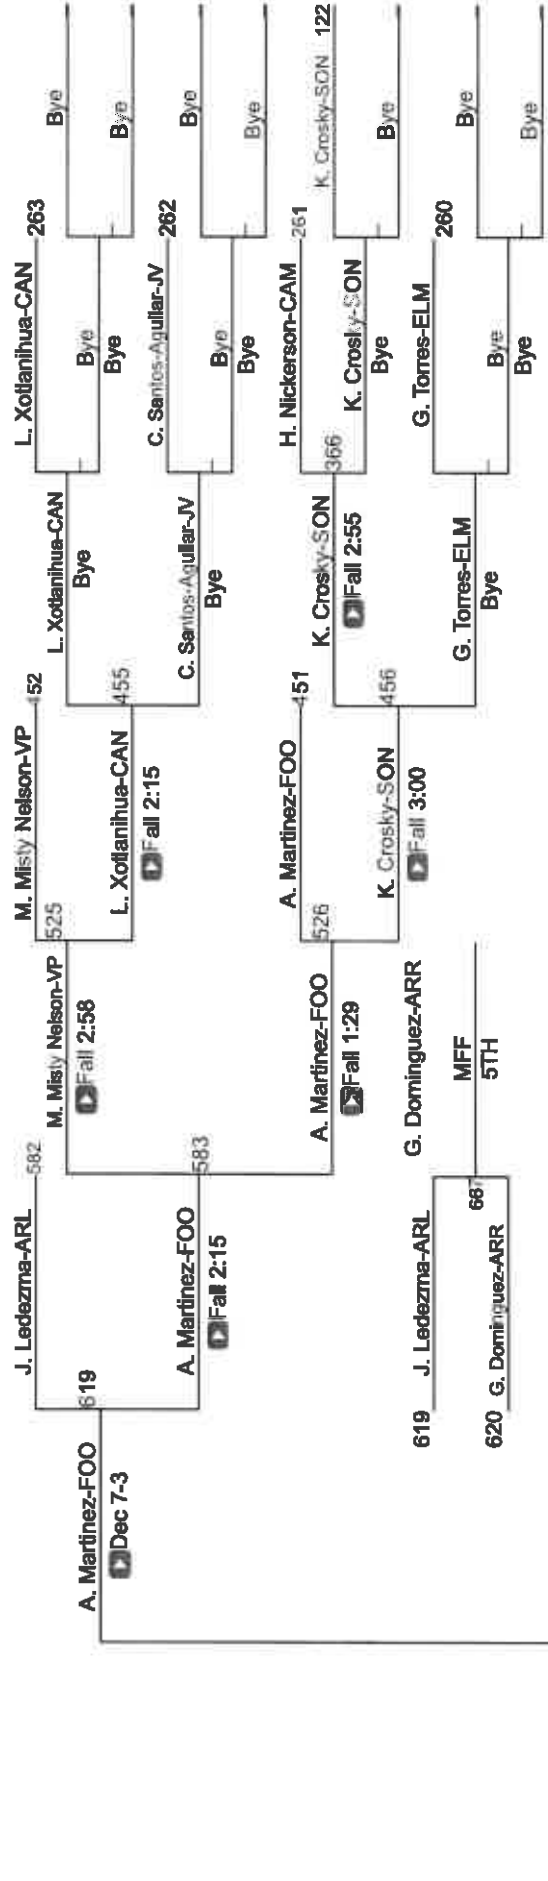 Bye
Bye
Bye
Bye
K. Crosky-SON 122
Bye
Bye
Bye
L. Xotlanihua-CAN 263
Bye
Bye
C. Santos-Aguilar-JV 262
Bye
Bye
H. Nickerson-CAM 261
K. Crosky-SON
Bye
G. Torres-ELM 260
Bye
Bye
L. Xotlanihua-CAN
Bye
C. Santos-Aguilar-JV
Bye
366
K. Crosky-SON
Fall 2:55
G. Torres-ELM
Bye
M. Misty Nelson-VP 452
455
L. Xotlanihua-CAN
Fall 2:15
A. Martinez-FOO 451
456
K. Crosky-SON
Fall 3:00
525
M. Misty Nelson-VP
Fall 2:58
526
A. Martinez-FOO
Fall 1:29
G. Dominguez-ARR
MFF
5TH
J. Ledezma-ARL 582
583
A. Martinez-FOO
Fall 2:15
619 J. Ledezma-ARL
620 G. Dominguez-ARR
619
A. Martinez-FOO
Dec 7-3